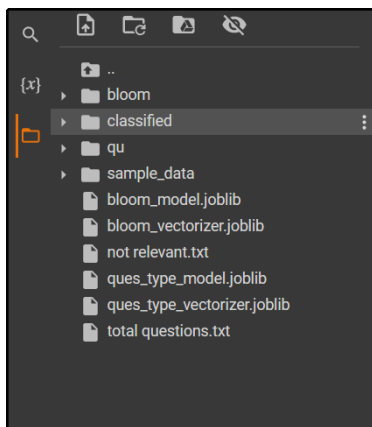 {x}
..
bloom
classified
qu
sample_data
bloom_model.joblib
bloom_vectorizer.joblib
not relevant.txt
ques_type_model.joblib
ques_type_vectorizer.joblib
total questions.txt